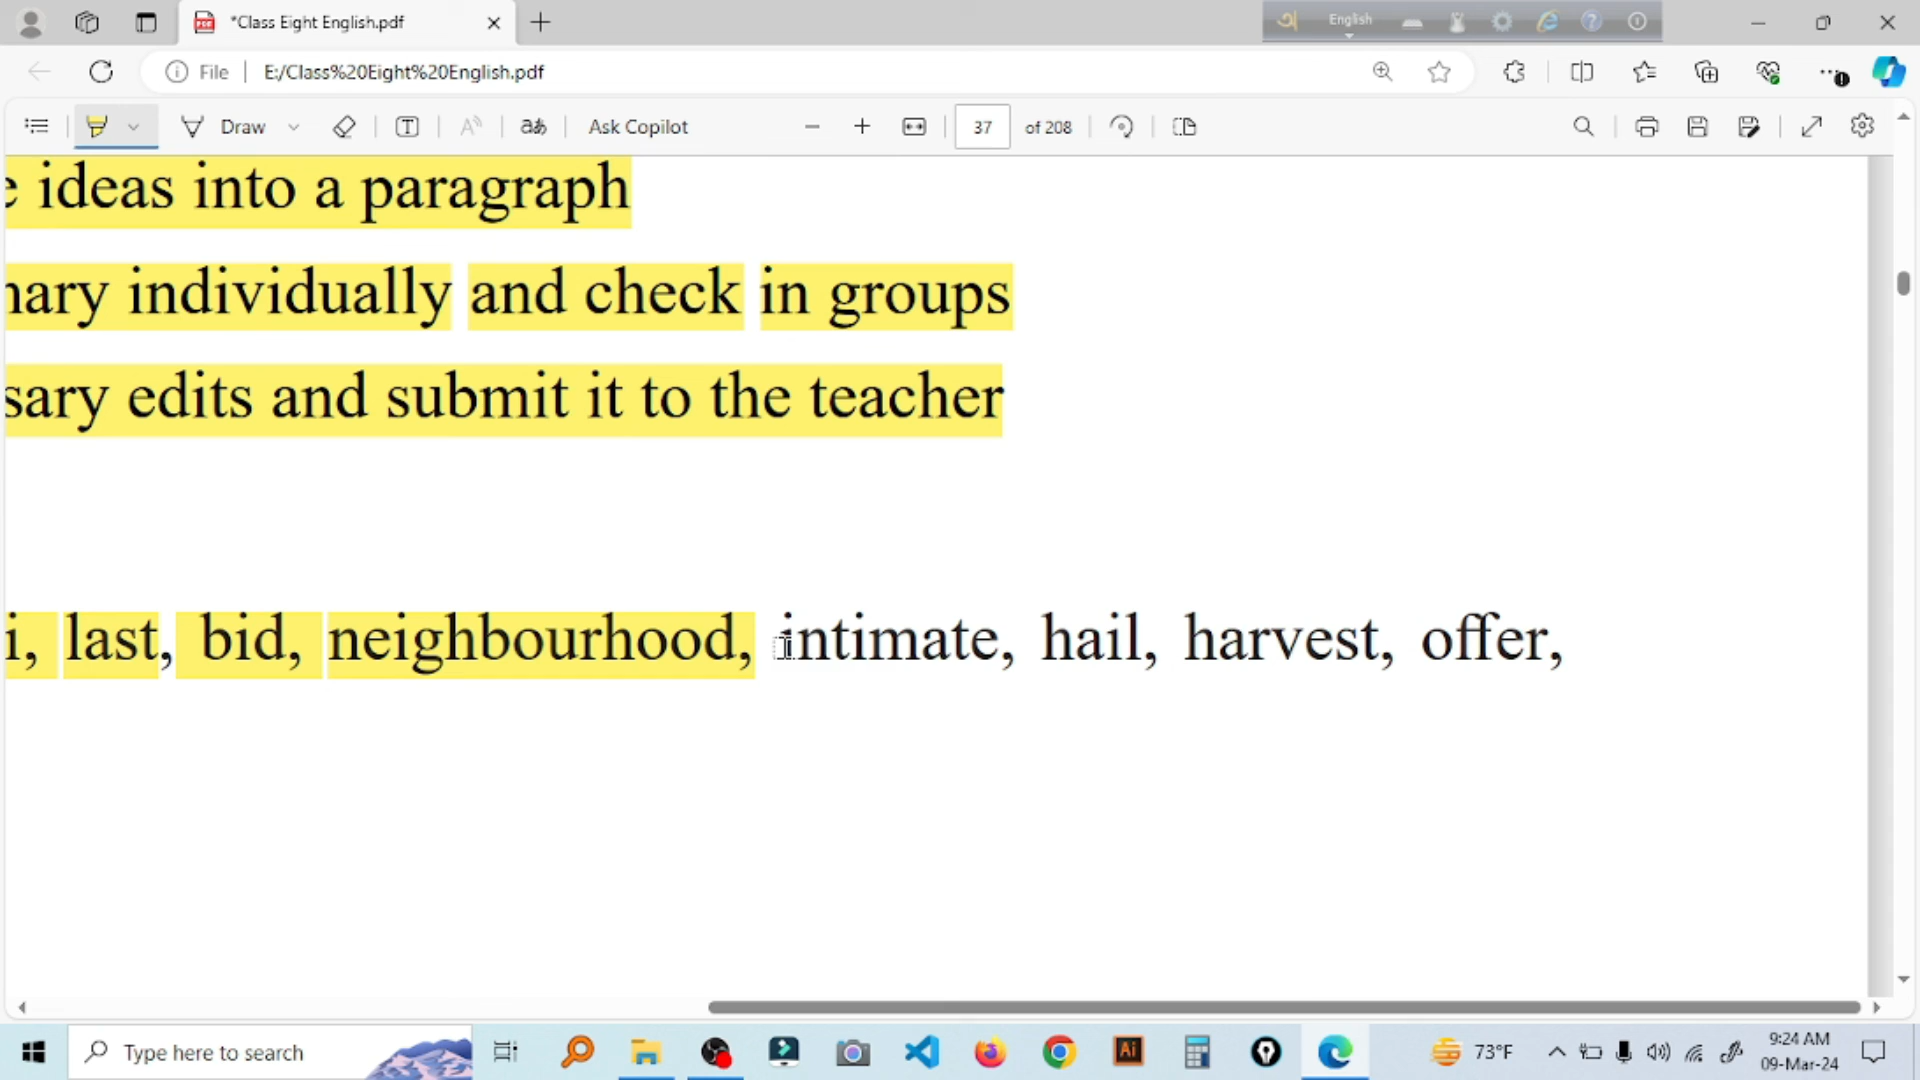 *Class Eight English.pdf
English
File
E:/Class%20Eight%20English.pdf
Draw
Ask Copilot
37 of 208
ideas into a paragraph
individually and check in groups
edits and submit it to the teacher
i, last, bid, neighbourhood, intimate, hail, harvest, offer,
Type here to search
73°F
9:24 AM
09-Mar-24